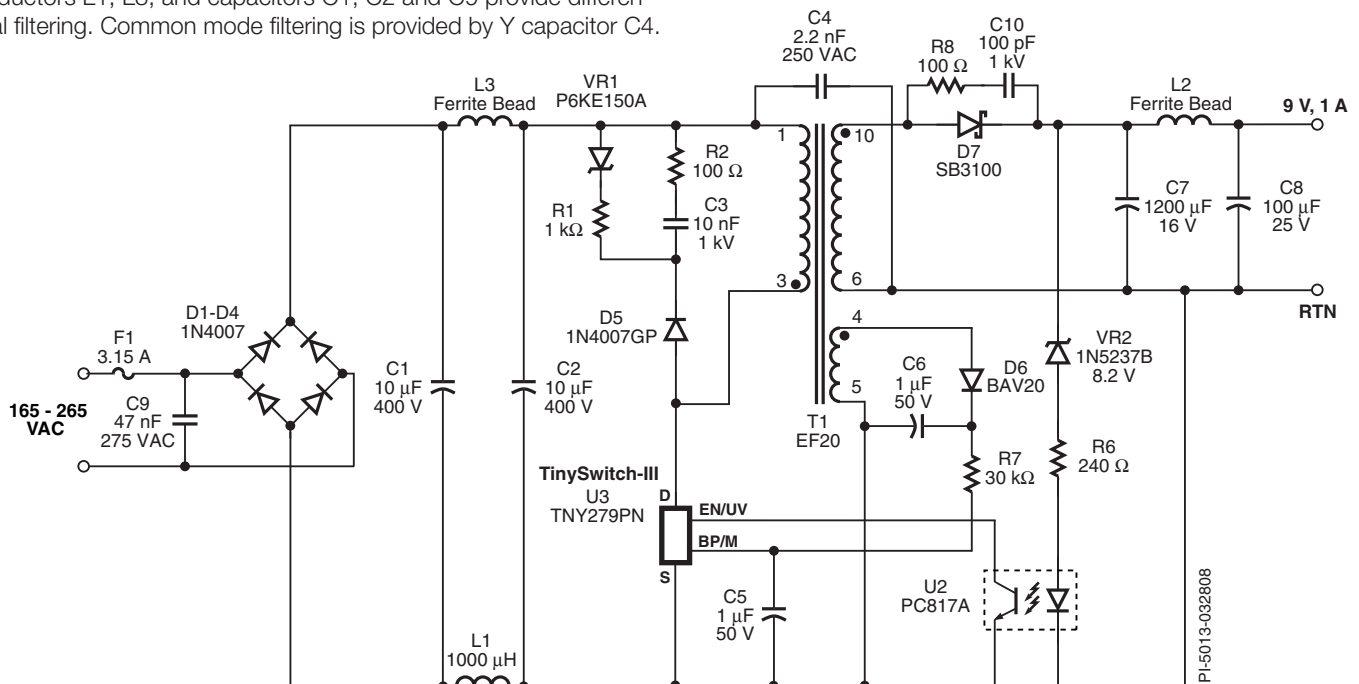 ductors L1, L3, and capacitors C1, C2 and C9 provide differen-
al filtering. Common mode filtering is provided by Y capacitor C4.
C4
2.2 nF
250 VAC
C10
100 pF
1 kV
R8
100 Ω
L3
Ferrite Bead
VR1
P6KE150A
L2
Ferrite Bead
9 V, 1 A
1
10
R2
100 Ω
D7
SB3100
C3
10 nF
1 kV
R1
1 kΩ
C7
1200 µF
16 V
C8
100 µF
25 V
3
6
RTN
D1-D4
1N4007
D5
1N4007GP
4
VR2
1N5237B
8.2 V
F1
3.15 A
C1
10 µF
400 V
C2
10 µF
400 V
C6
1 µF
50 V
D6
BAV20
5
165 - 265
VAC
C9
47 nF
275 VAC
T1
EF20
R7
30 kΩ
R6
240 Ω
TinySwitch-III
U3
TNY279PN
D
EN/UV
BP/M
S
U2
PC817A
C5
1 µF
50 V
L1
1000 µH
PI-5013-032808